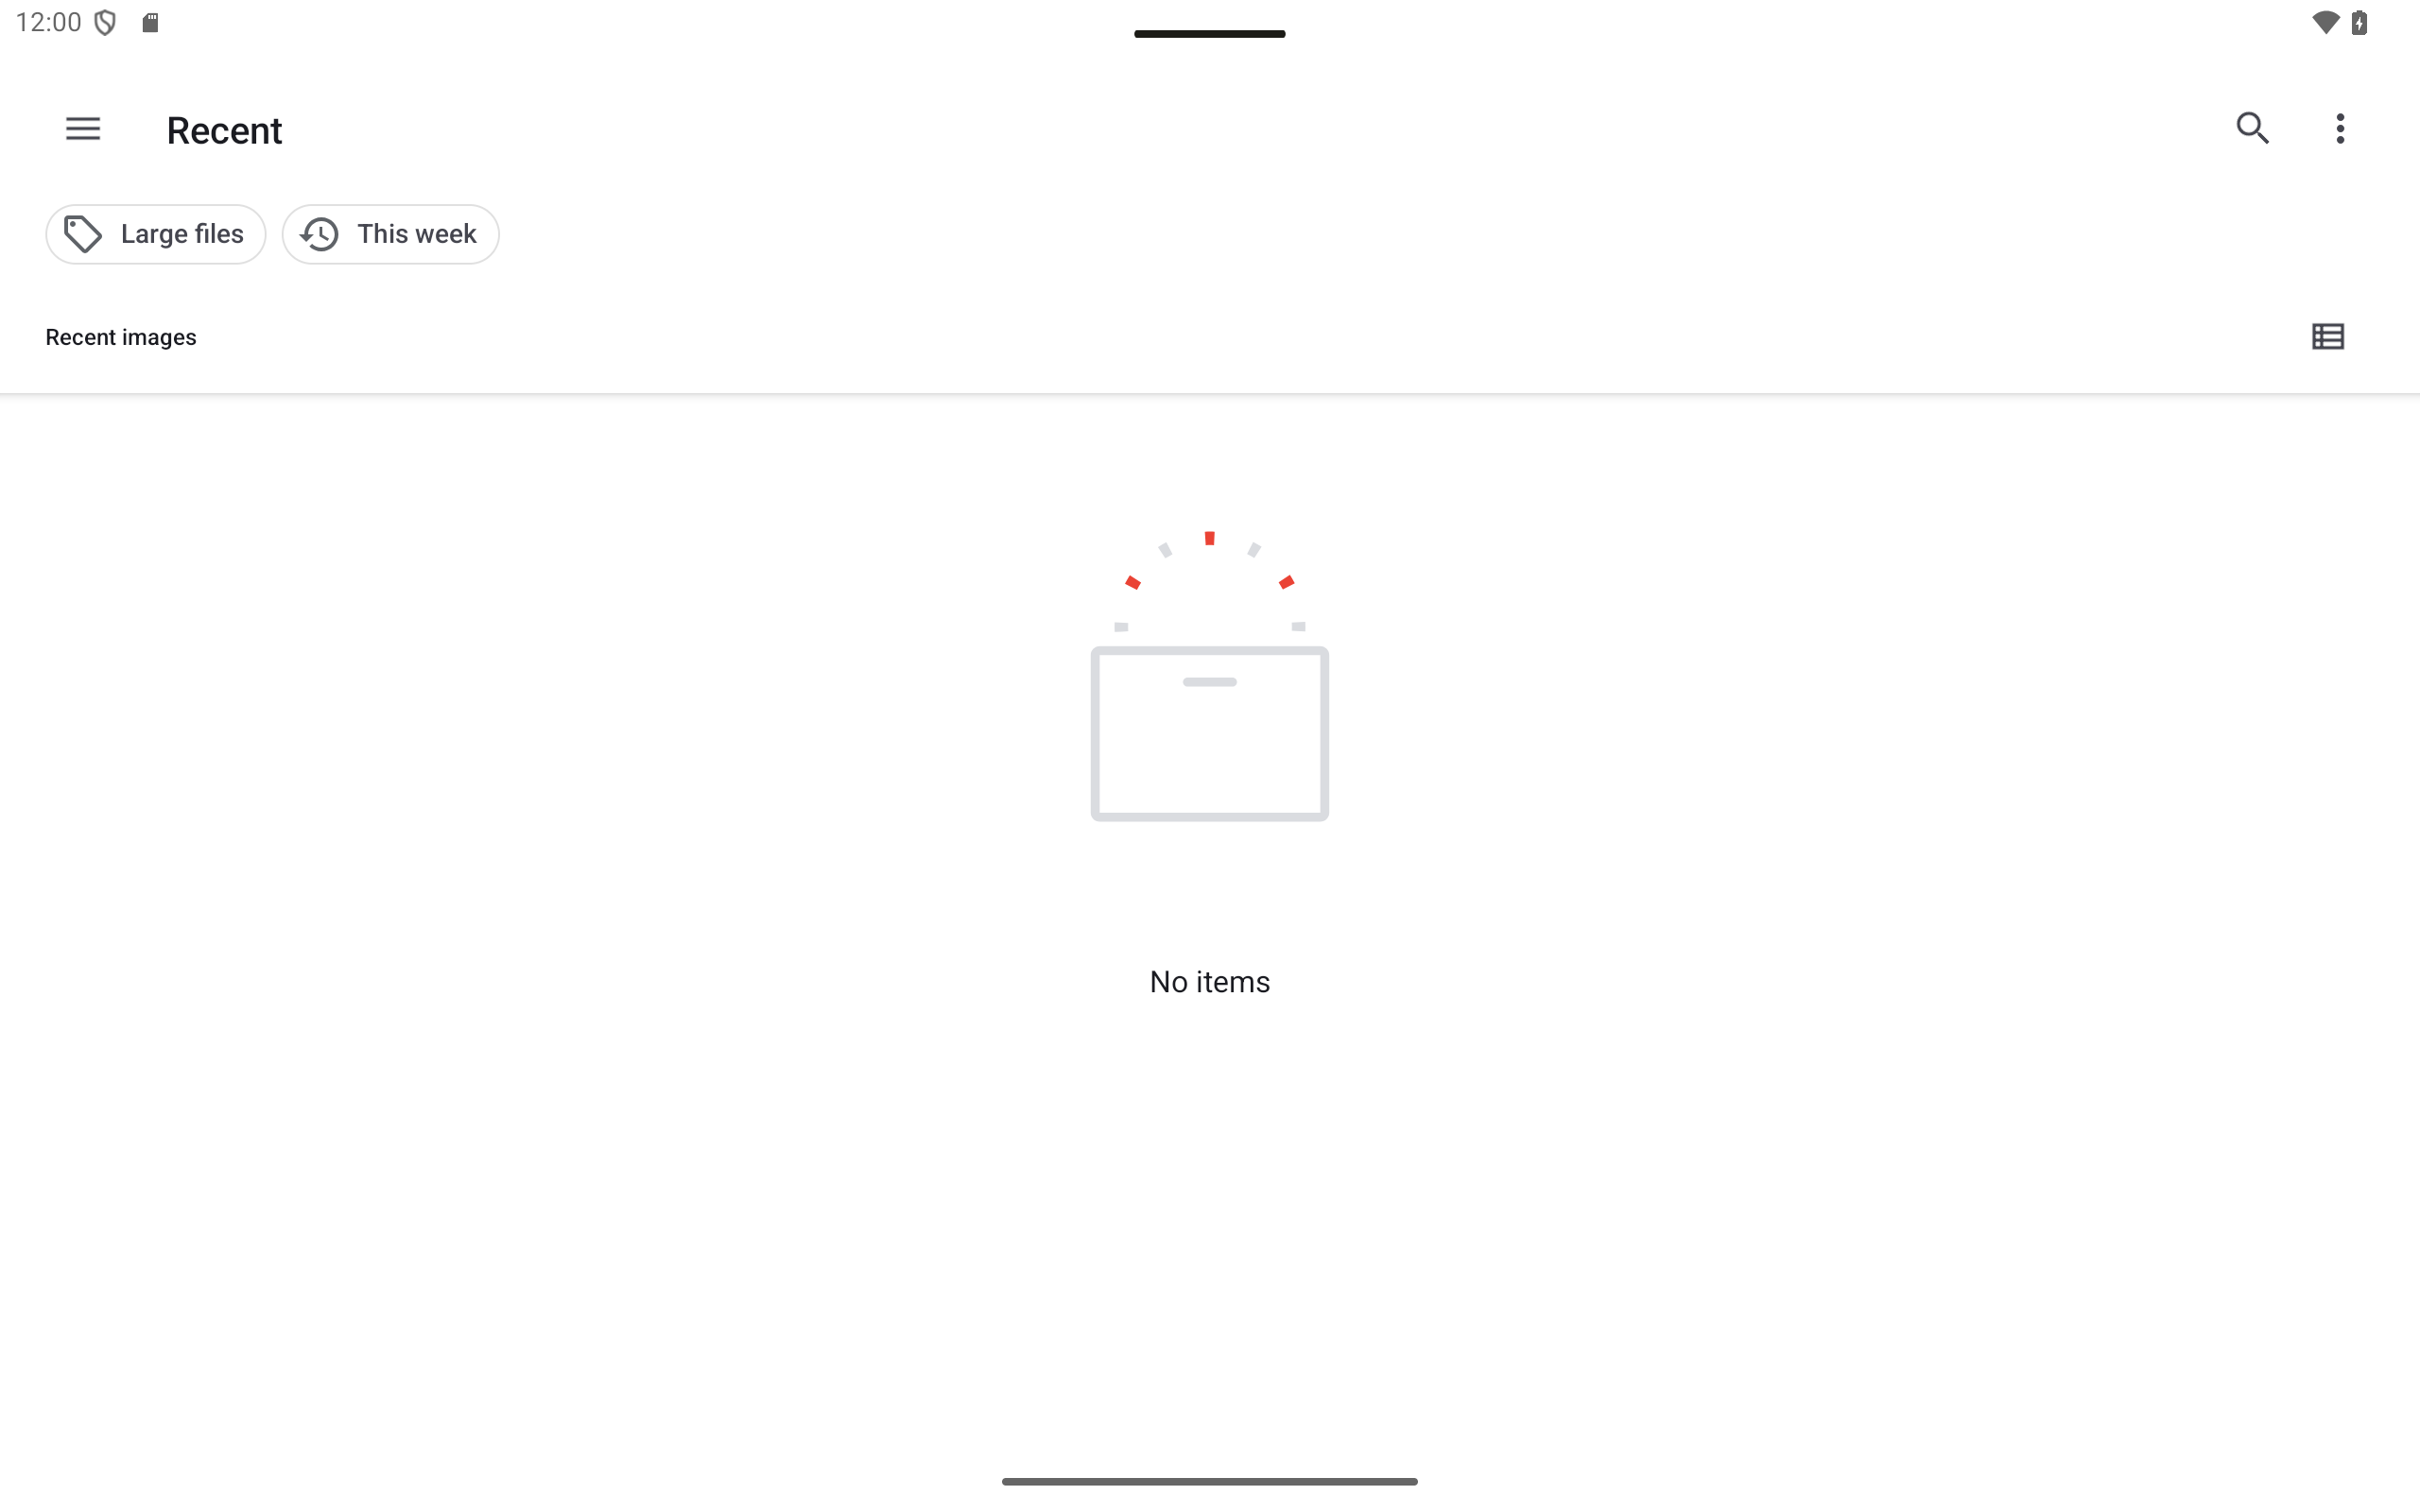 12:00
Recent
Large files
This week
Recent images
No items